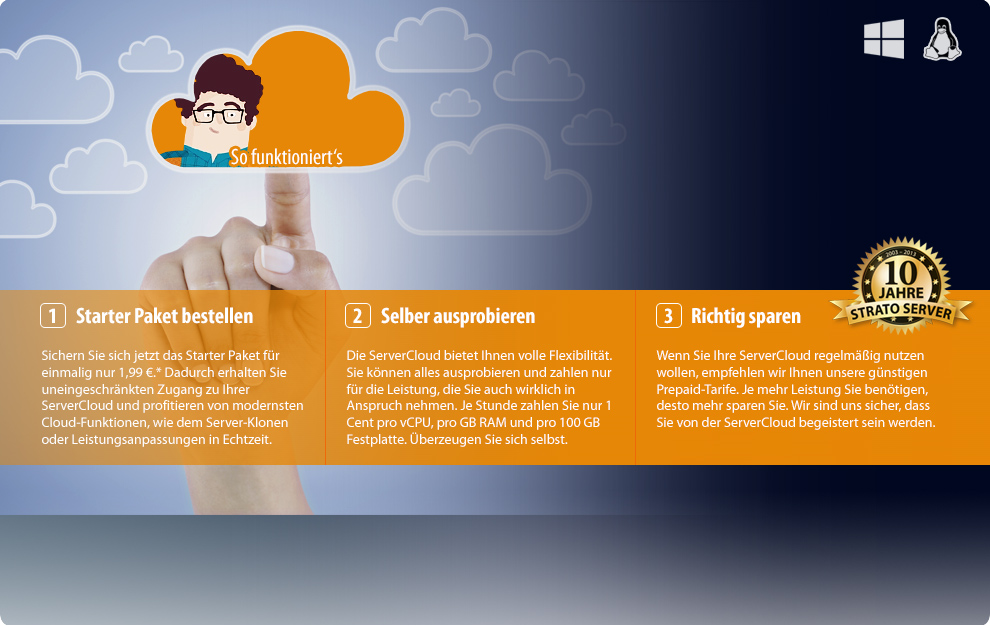 So funktioniert's
2003 - 2013
10
JAHRE
STRATO SERVER
1 Starter Paket bestellen
Sichern Sie sich jetzt das Starter Paket für
einmalig nur 1,99 €.* Dadurch erhalten Sie
uneingeschränkten Zugang zu Ihrer
ServerCloud und profitieren von modernsten
Cloud-Funktionen, wie dem Server-Klonen
oder Leistungsanpassungen in Echtzeit.
2 Selber ausprobieren
Die ServerCloud bietet Ihnen volle Flexibilität.
Sie können alles ausprobieren und zahlen nur
für die Leistung, die Sie auch wirklich in
Anspruch nehmen. Je Stunde zahlen Sie nur 1
Cent pro vCPU, pro GB RAM und pro 100 GB
Festplatte. Überzeugen Sie sich selbst.
3 Richtig sparen
Wenn Sie Ihre ServerCloud regelmäßig nutzen
wollen, empfehlen wir Ihnen unsere günstigen
Prepaid-Tarife. Je mehr Leistung Sie benötigen,
desto mehr sparen Sie. Wir sind uns sicher, dass
Sie von der ServerCloud begeistert sein werden.